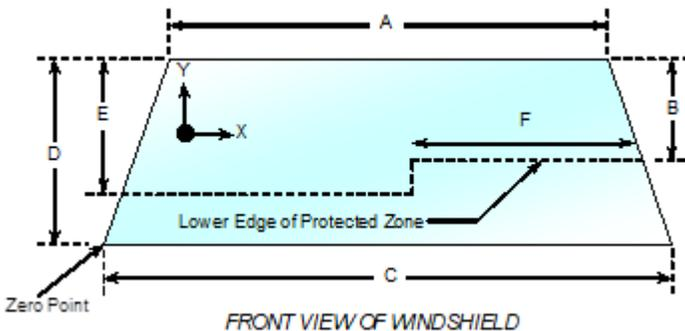 A
Y
E
B
X
F
D
Lower Edge of Protected Zone
C
Zero Point
FRONT VIEW OF WINDSHIELD